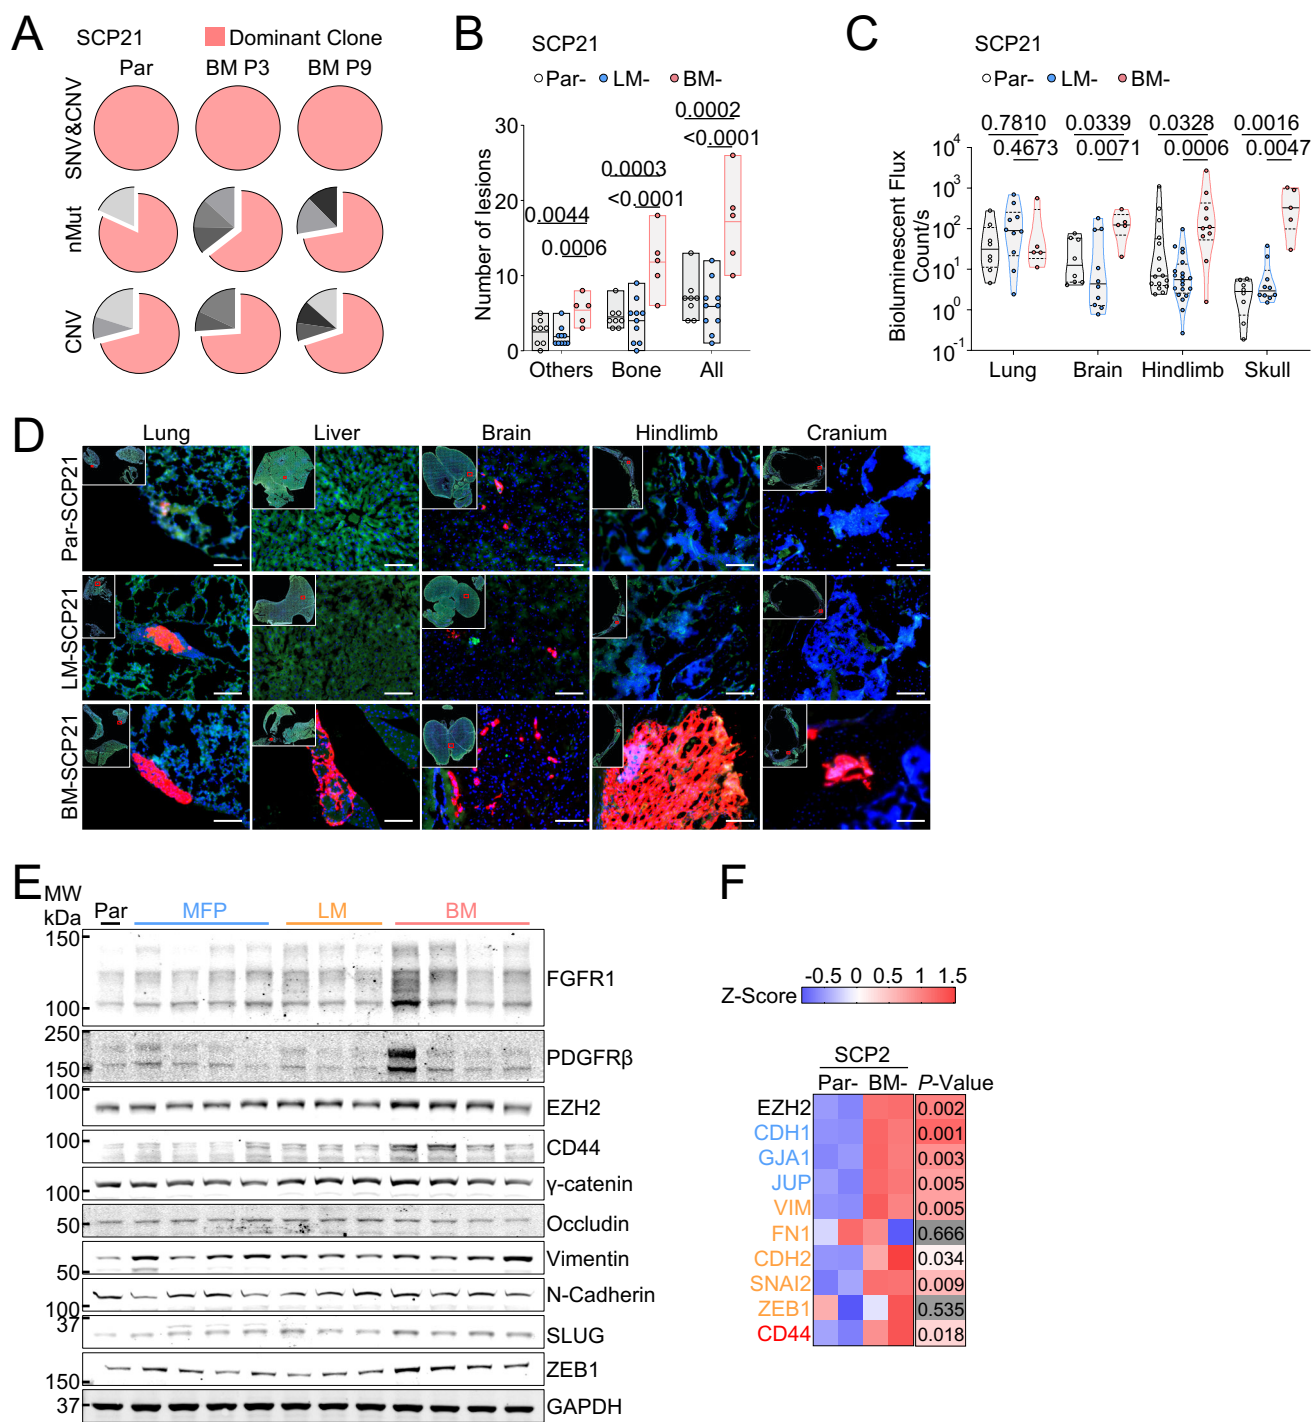 A
SCP21
Dominant Clone
Par
BM P3
BM P9
SNV&CNV
nMut
CNV
B
SCP21
Par-
LM-
BM-
0.0002
<0.0001
0.0003
<0.0001
0.0044
0.0006
Number of lesions
30
20
10
0
Others
Bone
All
C
SCP21
Par-
LM-
BM-
0.7810
0.0339
0.0328
0.0016
0.4673
0.0071
0.0006
0.0047
Bioluminescent Flux
Count/s
10^4
10^3
10^2
10^1
10^0
10^-1
Lung
Brain
Hindlimb
Skull
D
Lung
Liver
Brain
Hindlimb
Cranium
Par-SCP21
LM-SCP21
BM-SCP21
E
MW
kDa
Par
MFP
LM
BM
150
100
FGFR1
250
150
PDGFRβ
100
EZH2
100
CD44
100
γ-catenin
50
Occludin
50
Vimentin
100
N-Cadherin
37
SLUG
150
ZEB1
37
GAPDH
F
-0.5
0
0.5
1
1.5
Z-Score
SCP2
Par-
BM-
P-Value
EZH2
0.002
CDH1
0.001
GJA1
0.003
JUP
0.005
VIM
0.005
FN1
0.666
CDH2
0.034
SNAI2
0.009
ZEB1
0.535
CD44
0.018